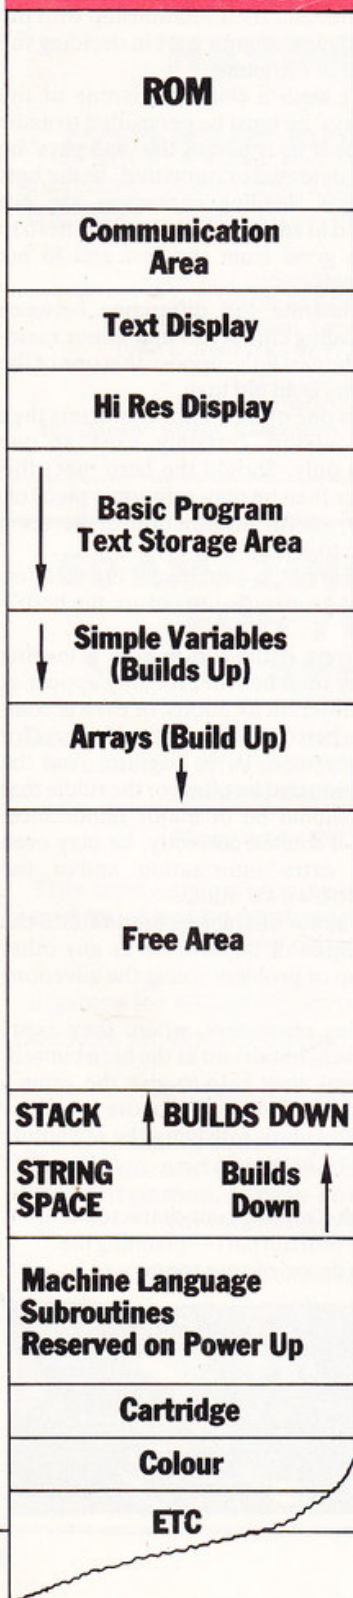 ROM
Communication
Area
Text Display
Hi Res Display
Basic Program
Text Storage Area
Simple Variables
(Builds Up)
Arrays (Build Up)
Free Area
STACK BUILDS DOWN
STRING Builds
SPACE Down
Machine Language
Subroutines
Reserved on Power Up
Cartridge
Colour
ETC